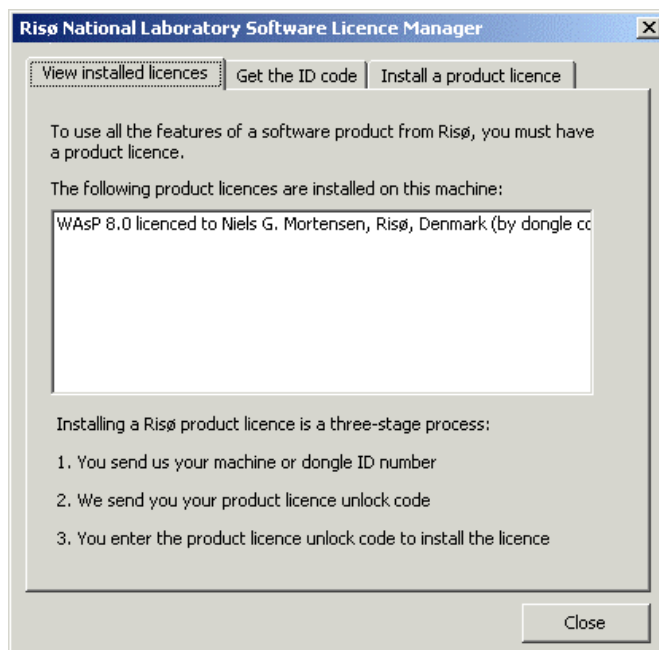 Risø National Laboratory Software Licence Manager
View installed licences
Get the ID code
Install a product licence
To use all the features of a software product from Risø, you must have
a product licence.
The following product licences are installed on this machine:
WAsP 8.0 licenced to Niels G. Mortensen, Risø, Denmark (by dongle
Installing a Risø product licence is a three-stage process:
1. You send us your machine or dongle ID number
2. We send you your product licence unlock code
3. You enter the product licence unlock code to install the licence
Close